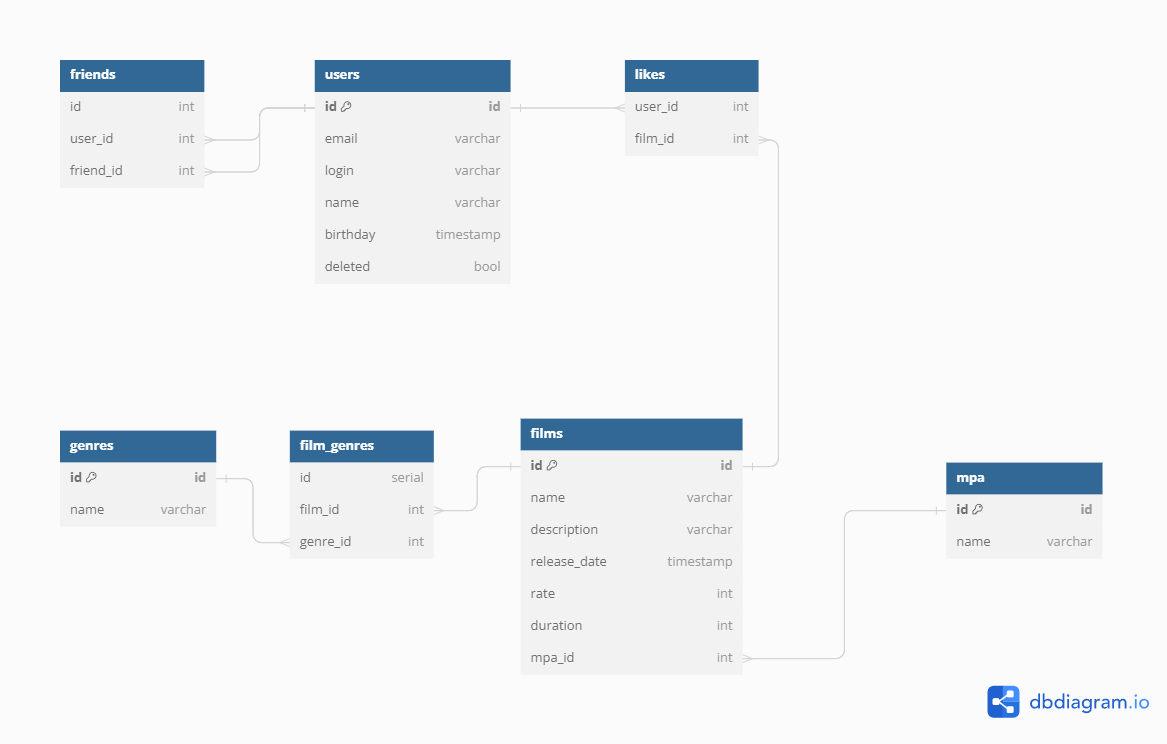 friends
id int
user_id int
friend_id int
users
id id
email varchar
login varchar
name varchar
birthday timestamp
deleted bool
likes
user_id int
film_id int
genres
id id
name varchar
film_genres
id serial
film_id int
genre_id int
films
id id
name varchar
description varchar
release_date timestamp
rate int
duration int
mpa_id int
mpa
id id
name varchar
dbdiagram.io